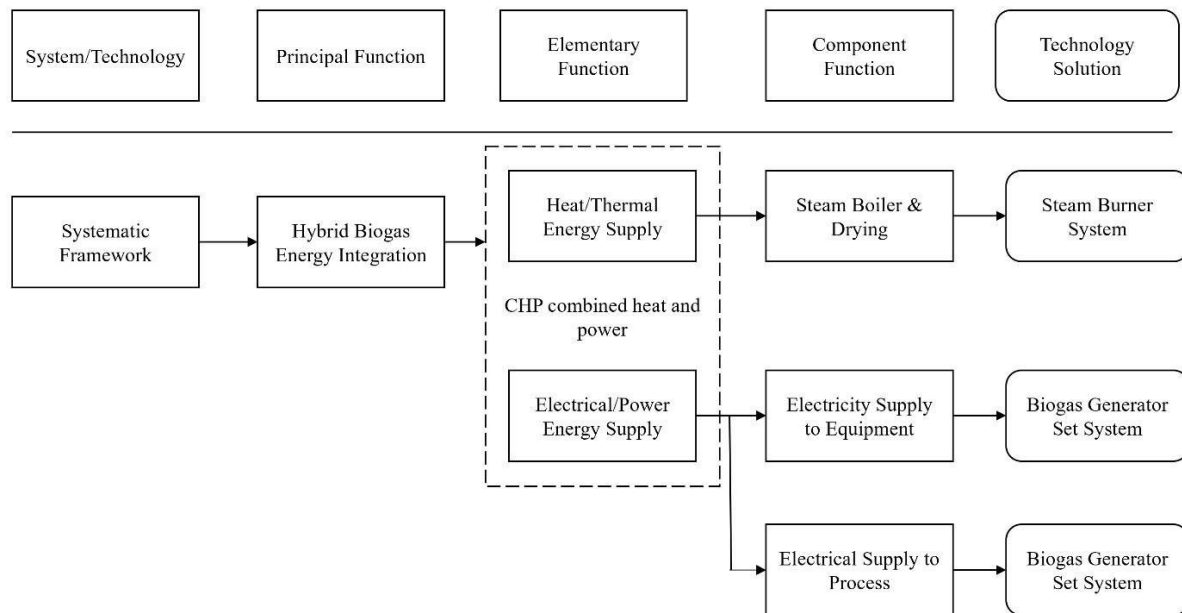 System/Technology
Principal Function
Elementary
Function
Component
Function
Technology
Solution
Systematic
Framework
Hybrid Biogas
Energy Integration
Heat/Thermal
Energy Supply
Steam Boiler &
Drying
Steam Burner
System
CHP combined heat and
power
Electrical/Power
Energy Supply
Electricity Supply
to Equipment
Biogas Generator
Set System
Electrical Supply to
Process
Biogas Generator
Set System